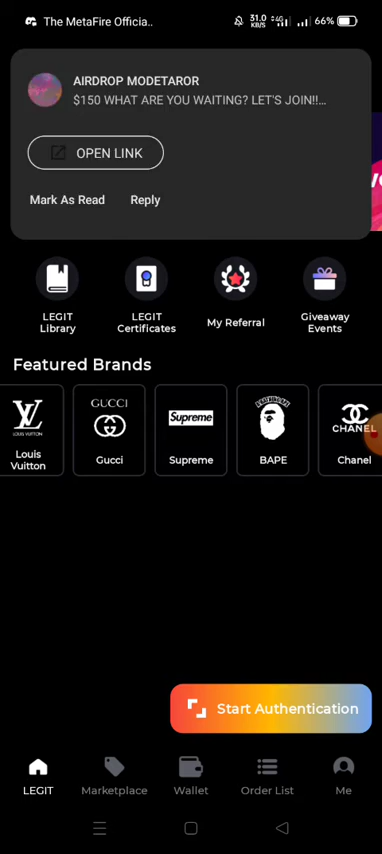 The MetaFire Officia..
31.0
KB/S
4G
66%
AIRDROP MODETAROR
$150 WHAT ARE YOU WAITING? LET'S JOIN!!...
OPEN LINK
Mark As Read
Reply
LEGIT
Library
LEGIT
Certificates
My Referral
Giveaway
Events
Featured Brands
LOUIS VUITTON
Louis
Vuitton
GUCCI
Gucci
Supreme
Supreme
BAPE
CHANEL
Chanel
Start Authentication
LEGIT
Marketplace
Wallet
Order List
Me